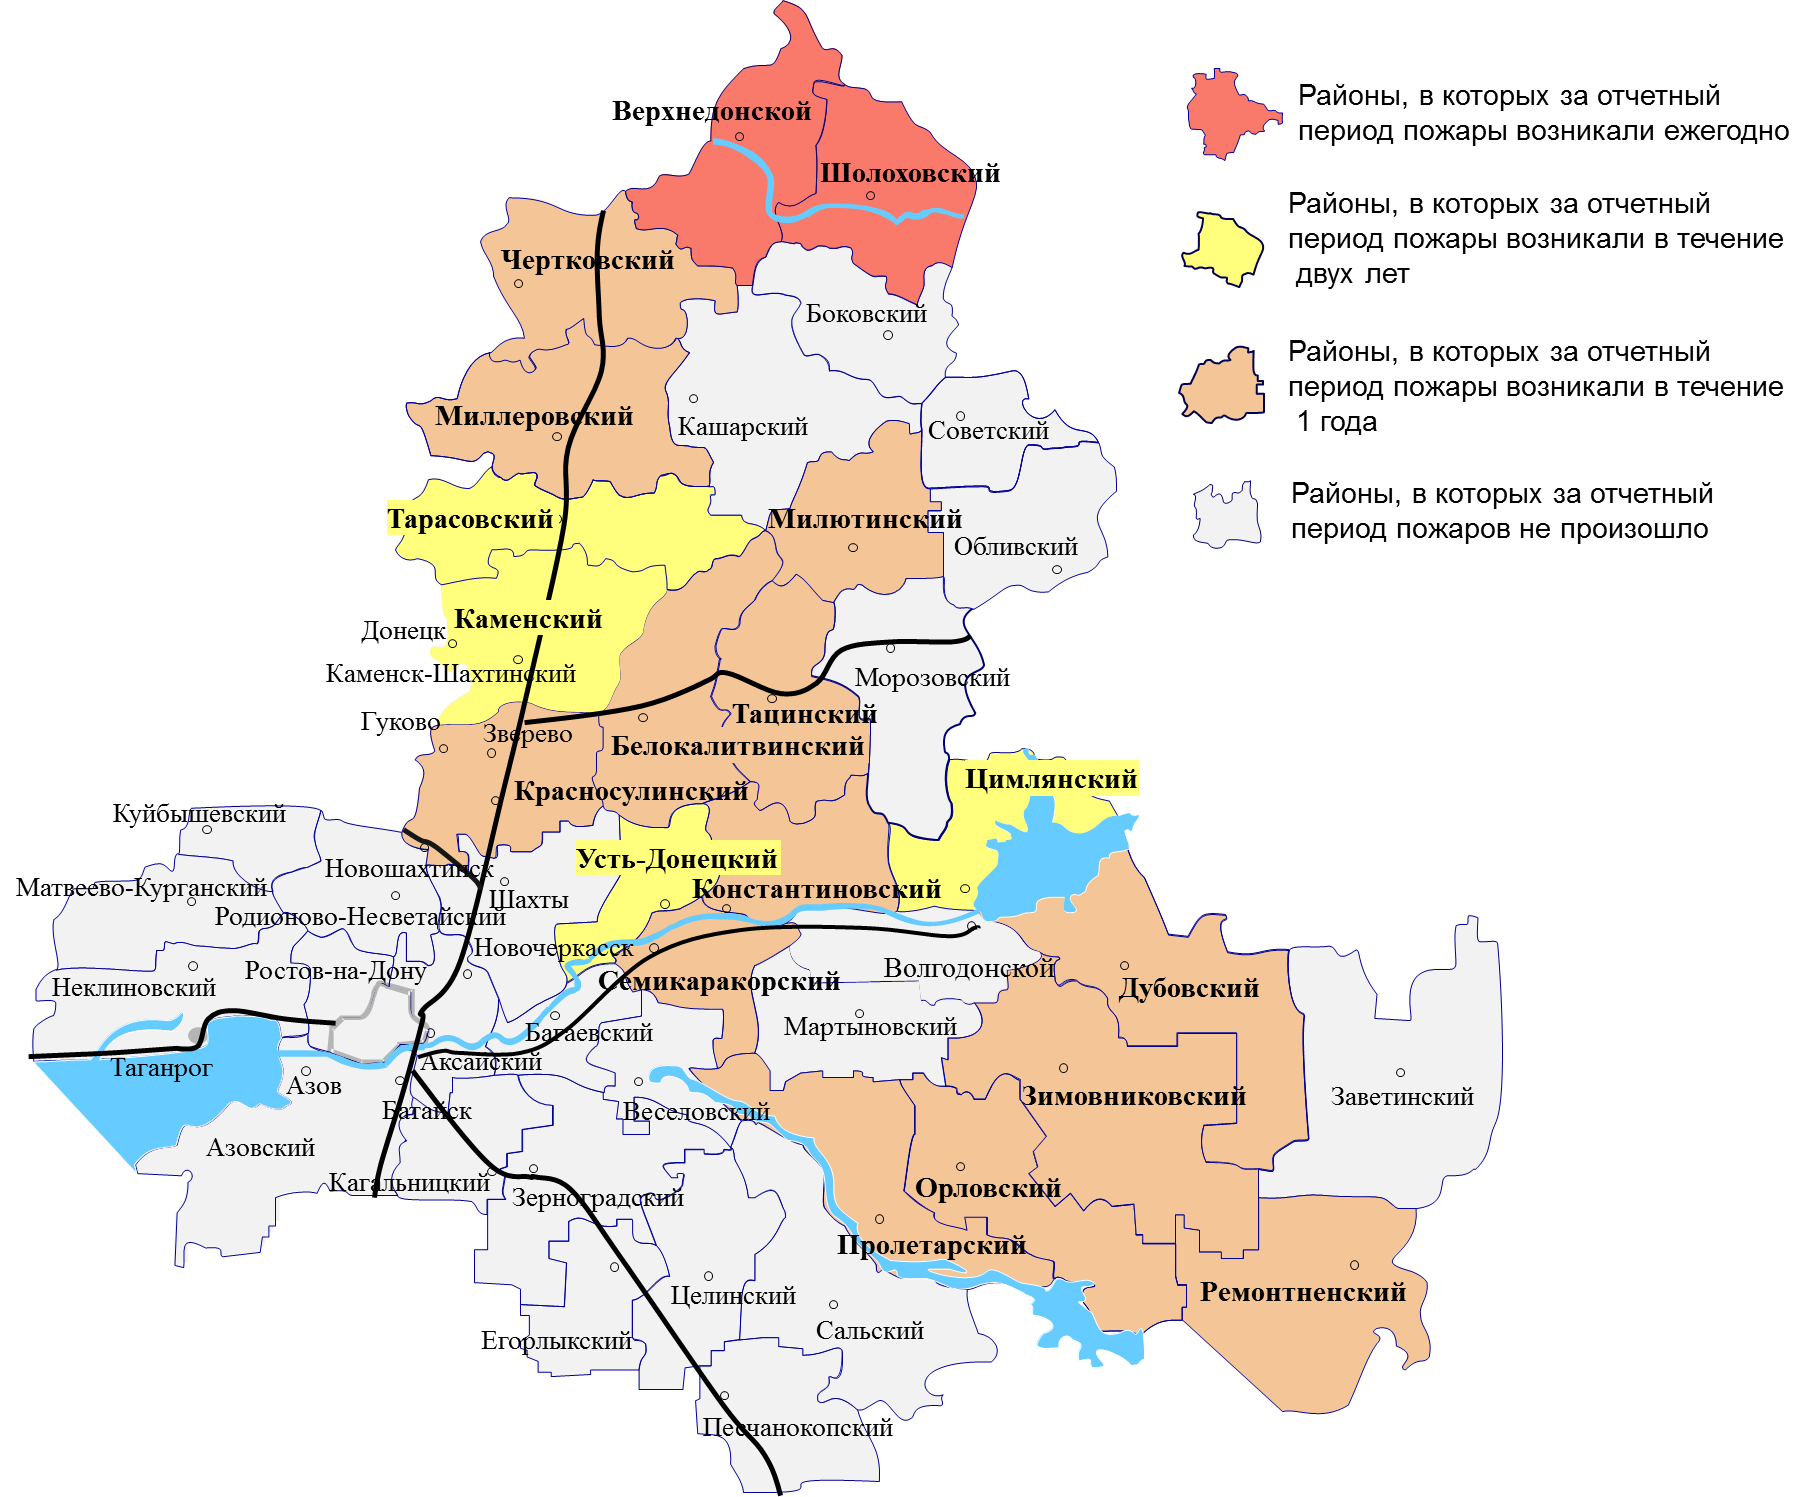 Верхнедонской
Шолоховский
Чертковский
Боковский
Миллеровский
Кашарский
Советский
Тарасовский
Милютинский
Обливский
Каменский
Донецк
Каменск-Шахтинский
Морозовский
Гуково
Зверево
Тацинский
Белокалитвинский
Цимлянский
Красносулинский
Куйбышевский
Усть-Донецкий
Новошахтинск
Матвеево-Курганский
Константиновский
Шахты
Родионово-Несветайский
Новочеркасск
Ростов-на-Дону
Волгодонской
Неклиновский
Семикаракорский
Дубовский
Мартыновский
Багаевский
Аксайский
Таганрог
Азов
Зимовниковский
Заветинский
Батайск
Веселовский
Азовский
Кагальницкий
Зерноградский
Орловский
Пролетарский
Целинский
Ремонтненский
Сальский
Егорлыкский
Песчанокопский
Районы, в которых за отчетный
период пожары возникали ежегодно
Районы, в которых за отчетный
период пожары возникали в течение
двух лет
Районы, в которых за отчетный
период пожары возникали в течение
1 года
Районы, в которых за отчетный
период пожаров не произошло